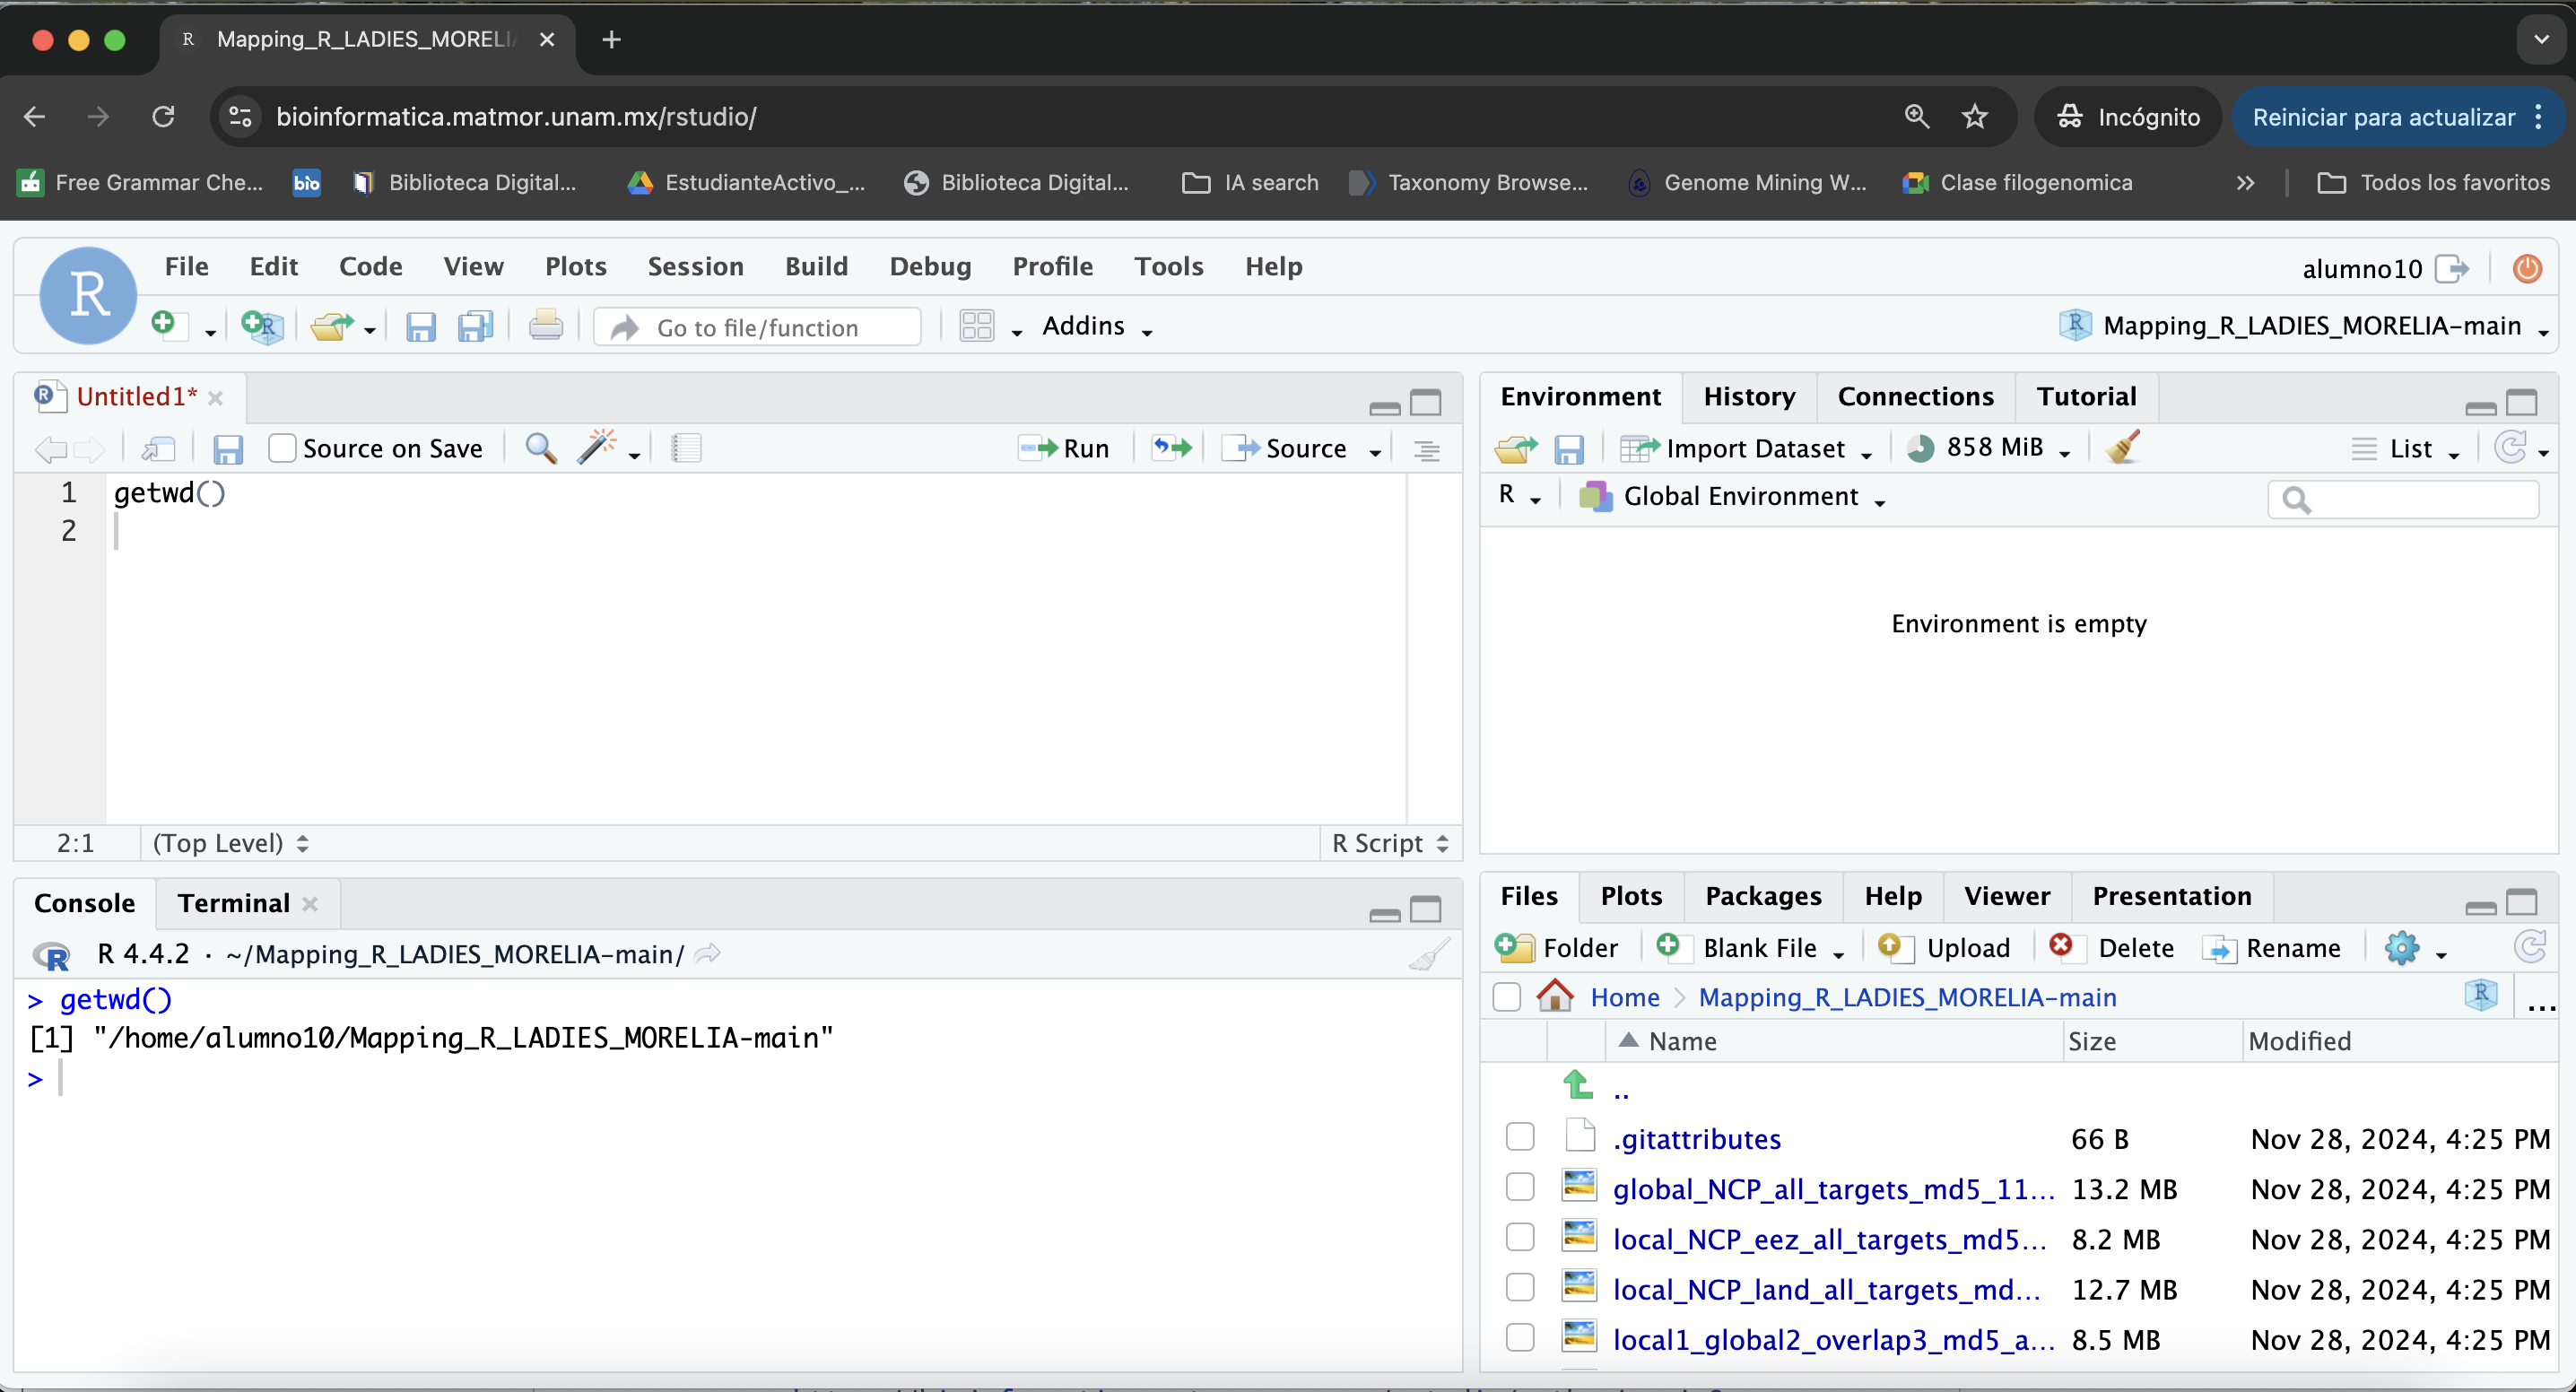 R Mapping_R_LADIES_MORELI
bioinformatica.matmor.unam.mx/rstudio/ Incógnito Reiniciar para actualizar
Free Grammar Che... bio Biblioteca Digital... EstudianteActivo_... Biblioteca Digital... IA search Taxonomy Browse... Genome Mining W... Clase filogenomica Todos los favoritos
R File Edit Code View Plots Session Build Debug Profile Tools Help alumno10
Go to file/function Addins Mapping_R_LADIES_MORELIA-main
Untitled1*
Source on Save Run Source
1 getwd()
2
2:1 (Top Level) R Script
Console Terminal
R 4.4.2 · ~/Mapping_R_LADIES_MORELIA-main/
> getwd()
[1] "/home/alumno10/Mapping_R_LADIES_MORELIA-main"
>
Environment History Connections Tutorial
Import Dataset 858 MiB List
R Global Environment
Environment is empty
Files Plots Packages Help Viewer Presentation
Folder Blank File Upload Delete Rename
Home Mapping_R_LADIES_MORELIA-main ...
Name Size Modified
..
.gitattributes 66 B Nov 28, 2024, 4:25 PM
global_NCP_all_targets_md5_11... 13.2 MB Nov 28, 2024, 4:25 PM
local_NCP_eez_all_targets_md5... 8.2 MB Nov 28, 2024, 4:25 PM
local_NCP_land_all_targets_md... 12.7 MB Nov 28, 2024, 4:25 PM
local1_global2_overlap3_md5_a... 8.5 MB Nov 28, 2024, 4:25 PM